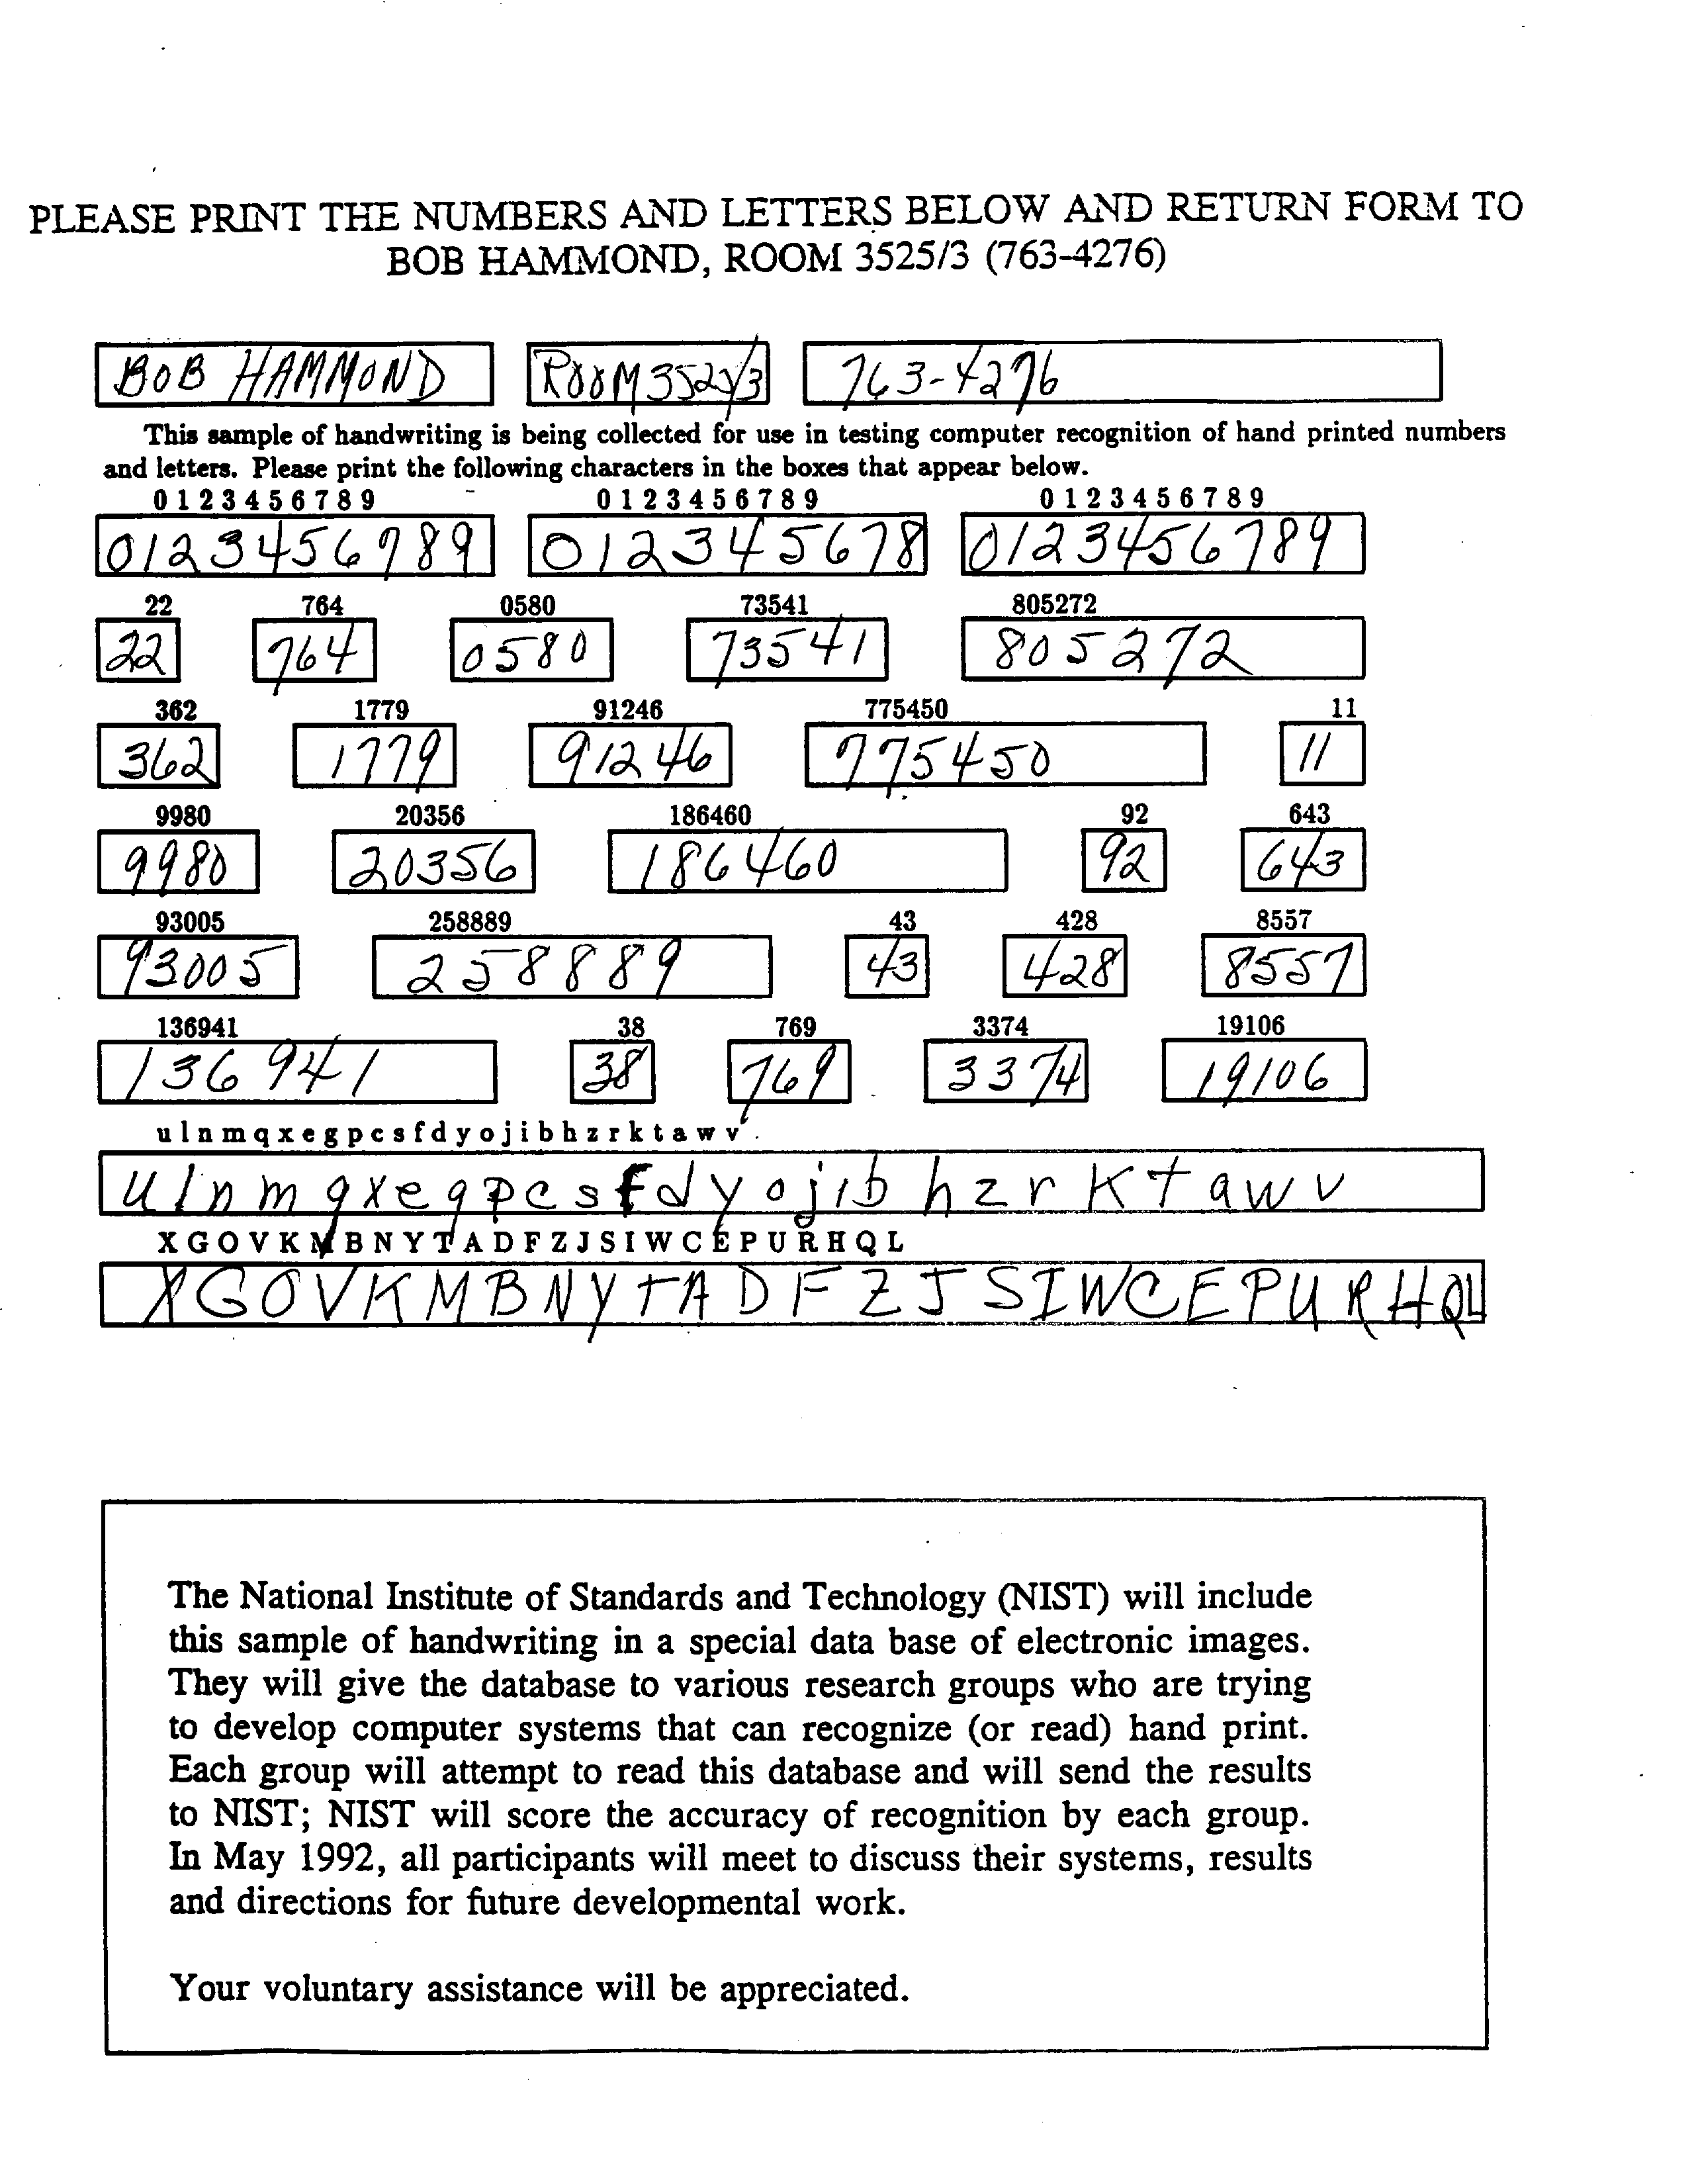 PLEASE PRINT THE NUMBERS AND LETTERS BELOW AND RETURN FORM TO
BOB HAMMOND, ROOM 3525/3 (763-4276)
BOB HAMMOND ROOM 3525/3 763-4276
This sample of handwriting is being collected for use in testing computer recognition of hand printed numbers
and letters. Please print the following characters in the boxes that appear below.
0 1 2 3 4 5 6 7 8 9 0 1 2 3 4 5 6 7 8 9 0 1 2 3 4 5 6 7 8 9
0123456789 012345678 0123456789
22 764 0580 73541 805272
22 764 0580 73541 805272
362 1779 91246 775450 11
362 1779 91246 775450 11
9980 20356 186460 92 643
9980 20356 186460 92 643
93005 258889 43 428 8557
93005 258889 43 428 8557
136941 38 769 3374 19106
136941 38 769 3374 19106
u l n m q x e g p c s f d y o j i b h z r k t a w v
u l n m q x e g p c s f d y o j i b h z r K t a w v
X G O V K M B N Y T A D F Z J S I W C E P U R H Q L
X G O V K M B N Y T A D F Z J S I W C E P U R H Q L
The National Institute of Standards and Technology (NIST) will include
this sample of handwriting in a special data base of electronic images.
They will give the database to various research groups who are trying
to develop computer systems that can recognize (or read) hand print.
Each group will attempt to read this database and will send the results
to NIST; NIST will score the accuracy of recognition by each group.
In May 1992, all participants will meet to discuss their systems, results
and directions for future developmental work.
Your voluntary assistance will be appreciated.